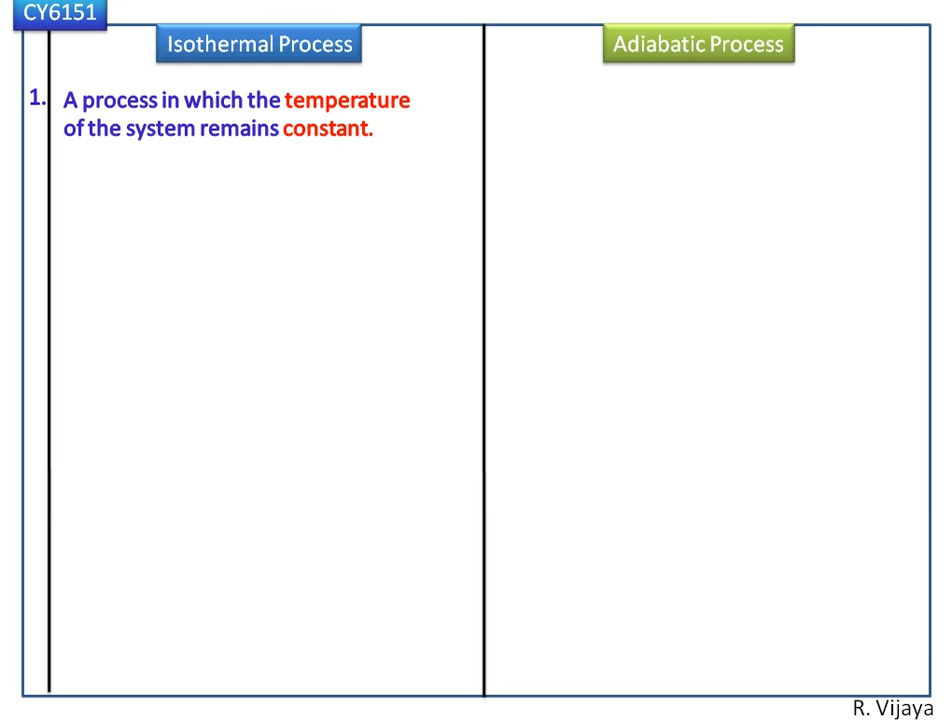 CY6151
Isothermal Process
Adiabatic Process
1. A process in which the temperature
of the system remains constant.
R. Vijaya